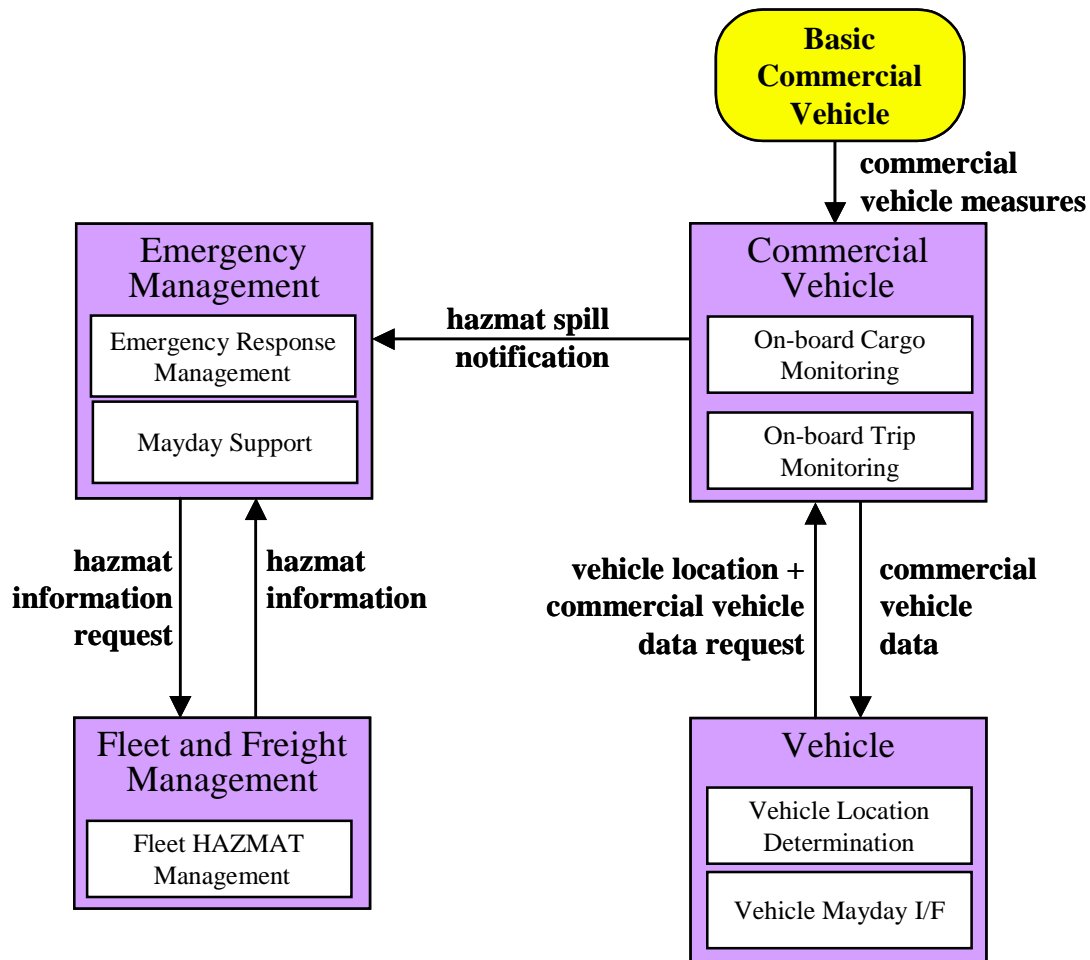 Basic
Commercial
Vehicle
commercial
vehicle measures
Emergency
Management
Emergency Response
Management
Mayday Support
hazmat spill
notification
Commercial
Vehicle
On-board Cargo
Monitoring
On-board Trip
Monitoring
hazmat
information
request
hazmat
information
vehicle location +
commercial vehicle
data request
commercial
vehicle
data
Fleet and Freight
Management
Fleet HAZMAT
Management
Vehicle
Vehicle Location
Determination
Vehicle Mayday I/F